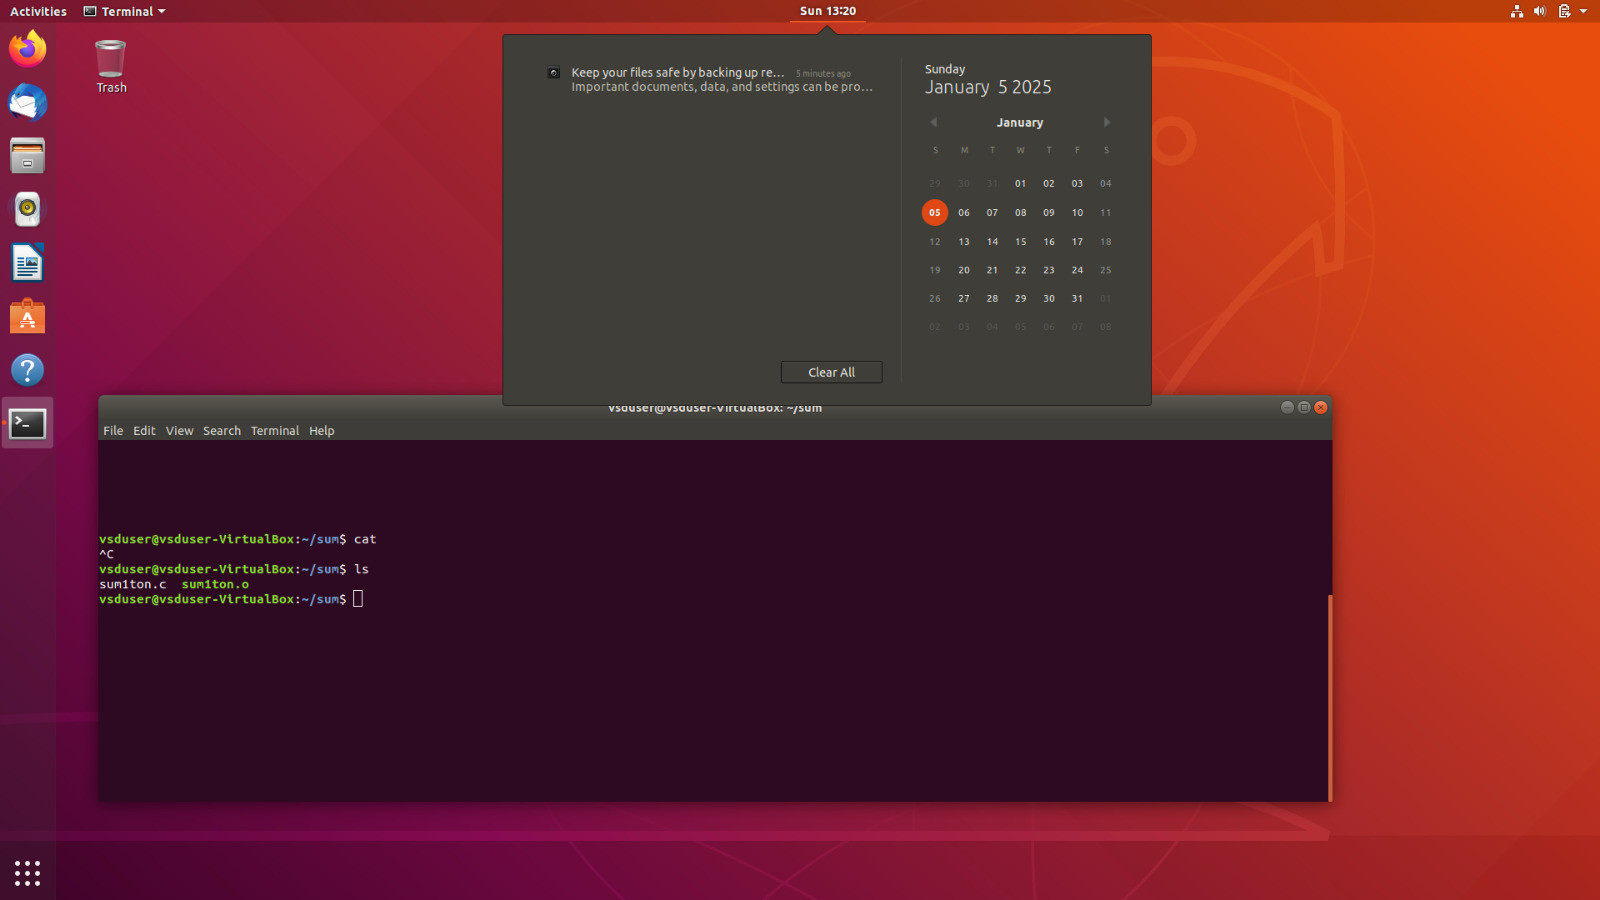 Activities Terminal Sun 13:20
Trash
Keep your files safe by backing up re... 5 minutes ago
Important documents, data, and settings can be pro...
Clear All
Sunday
January 5 2025
January
S M T W T F S
29 30 31 01 02 03 04
05 06 07 08 09 10 11
12 13 14 15 16 17 18
19 20 21 22 23 24 25
26 27 28 29 30 31 01
02 03 04 05 06 07 08
vsduser@vsduser-VirtualBox: ~/sum
File Edit View Search Terminal Help
vsduser@vsduser-VirtualBox:~/sum$ cat
^C
vsduser@vsduser-VirtualBox:~/sum$ ls
sum1ton.c sum1ton.o
vsduser@vsduser-VirtualBox:~/sum$